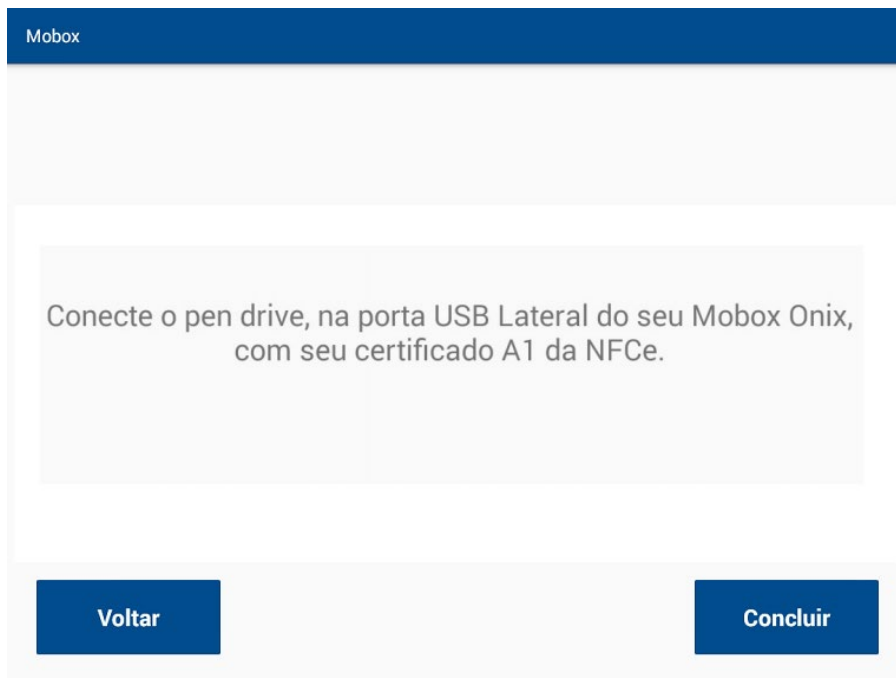 Mobox
Conecte o pen drive, na porta USB Lateral do seu Mobox Onix,
com seu certificado A1 da NFCe.
Voltar
Concluir